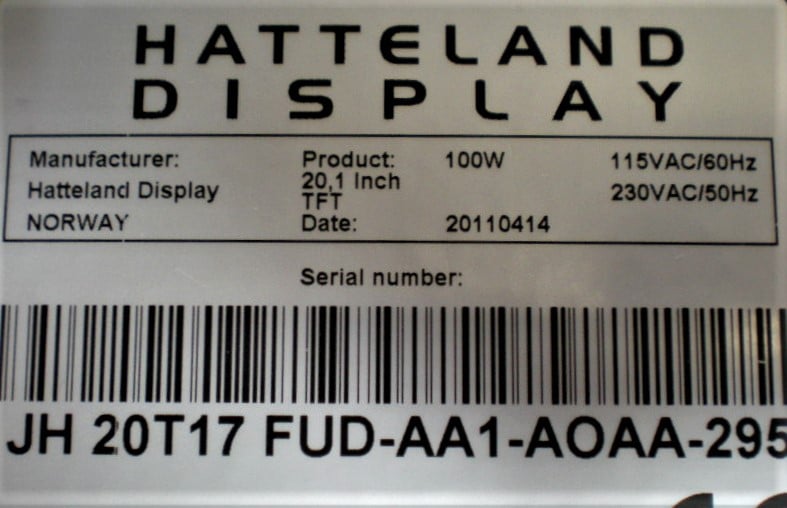 HATTELAND
DISPLAY
Manufacturer: Product: 100W 115VAC/60Hz
Hatteland Display 20,1 Inch TFT 230VAC/50Hz
NORWAY Date: 20110414
Serial number:
JH 20T17 FUD-AA1-AOAA-295